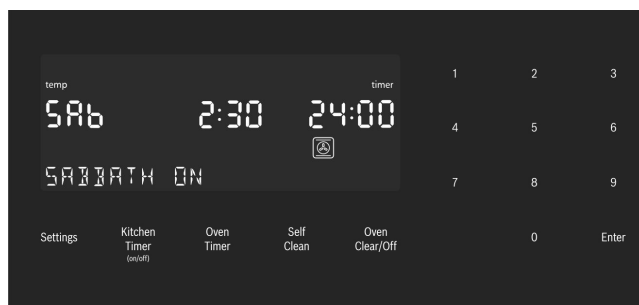 temp timer
SAb 2:30 24:00
SABBATH ON
Settings
Kitchen
Timer
(on/off)
Oven
Timer
Self
Clean
Oven
Clear/Off
1 2 3
4 5 6
7 8 9
0 Enter